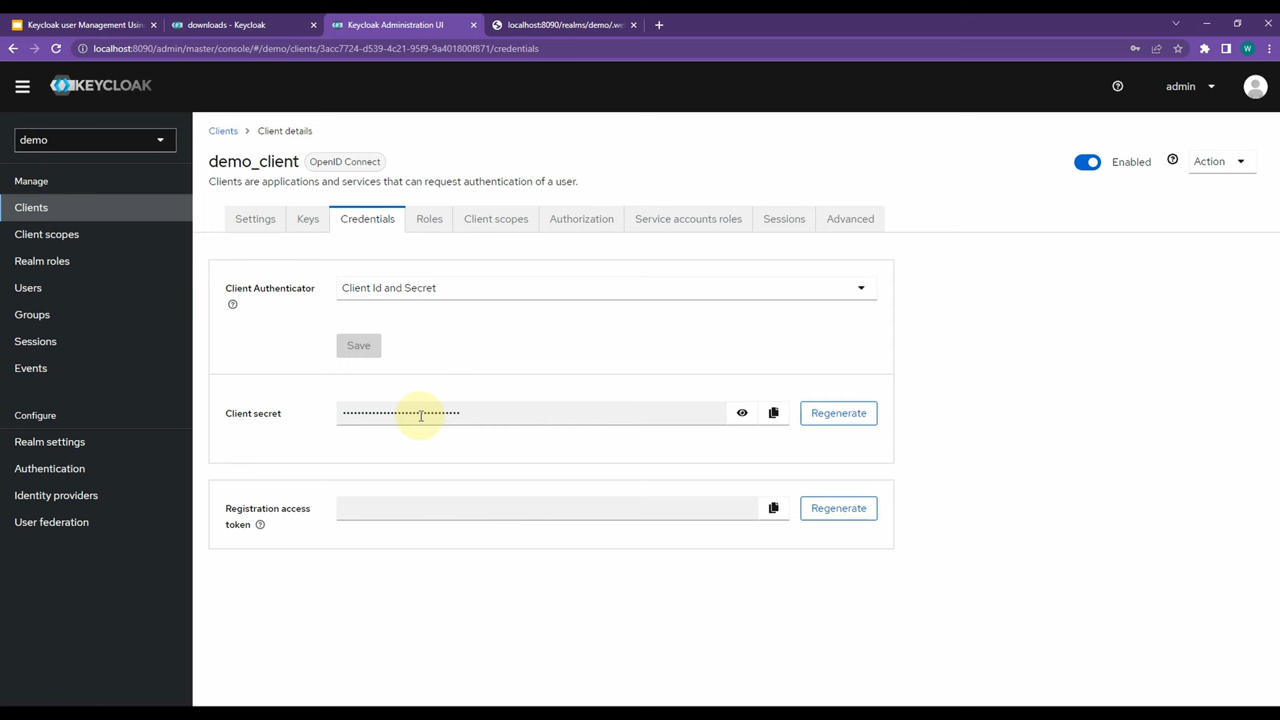 Keycloak user Management Usin
downloads - Keycloak
Keycloak Administration UI
localhost:8090/realms/demo/.we
localhost:8090/admin/master/console/#/demo/clients/3acc7724-d539-4c21-95f9-9a401800f871/credentials
W
KEYCLOAK
admin
demo
Manage
Clients
Client scopes
Realm roles
Users
Groups
Sessions
Events
Configure
Realm settings
Authentication
Identity providers
User federation
Clients > Client details
demo_client OpenID Connect
Enabled
Action
Clients are applications and services that can request authentication of a user.
Settings Keys Credentials Roles Client scopes Authorization Service accounts roles Sessions Advanced
Client Authenticator
Client Id and Secret
Save
Client secret
Regenerate
Registration access
token
Regenerate